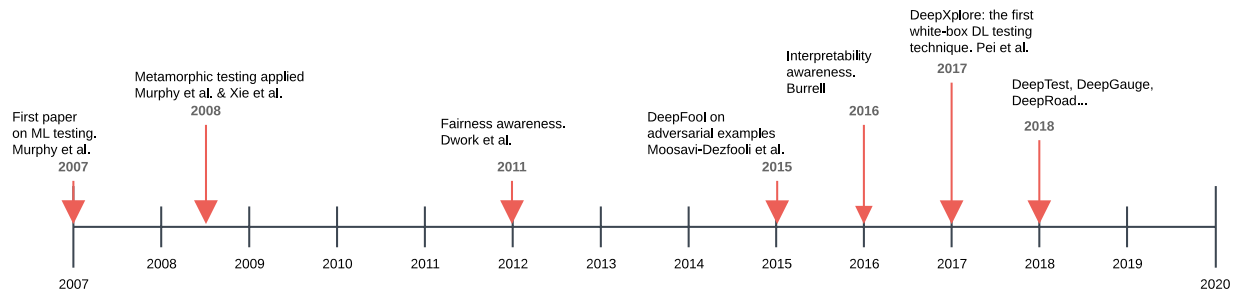 First paper
on ML testing.
Murphy et al.
2007
Metamorphic testing applied
Murphy et al. & Xie et al.
2008
Fairness awareness.
Dwork et al.
2011
DeepFool on
adversarial examples
Moosavi-Dezfooli et al.
2015
Interpretability
awareness.
Burrell
2016
DeepXplore: the first
white-box DL testing
technique. Pei et al.
2017
DeepTest, DeepGauge,
DeepRoad...
2018
2007
2008
2009
2010
2011
2012
2013
2014
2015
2016
2017
2018
2019
2020